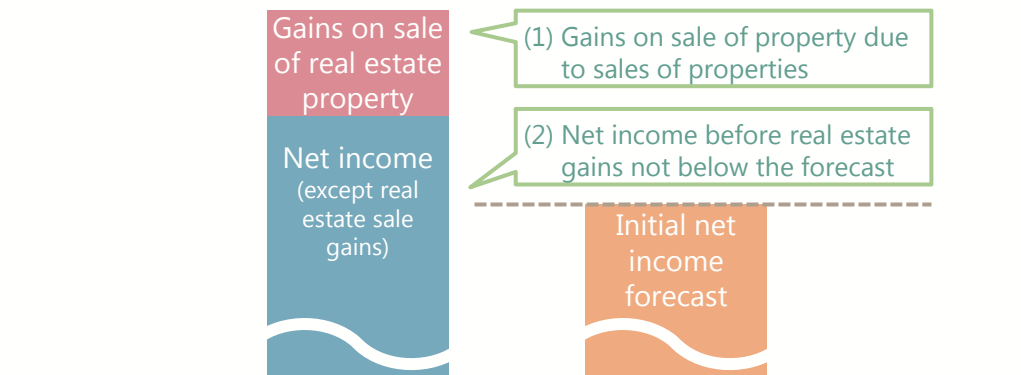 Gains on sale
of real estate
property
(1) Gains on sale of property due
to sales of properties
(2) Net income before real estate
gains not below the forecast
Net income
(except real
estate sale
gains)
Initial net
income
forecast